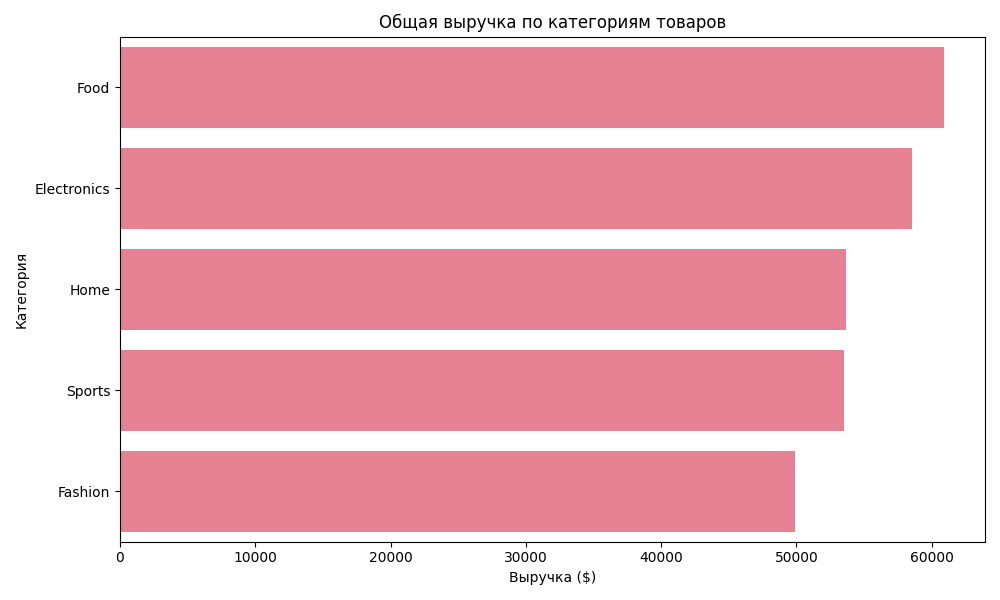 Общая выручка по категориям товаров
Food
Electronics
Home
Sports
Fashion
Категория
0 10000 20000 30000 40000 50000 60000
Выручка ($)